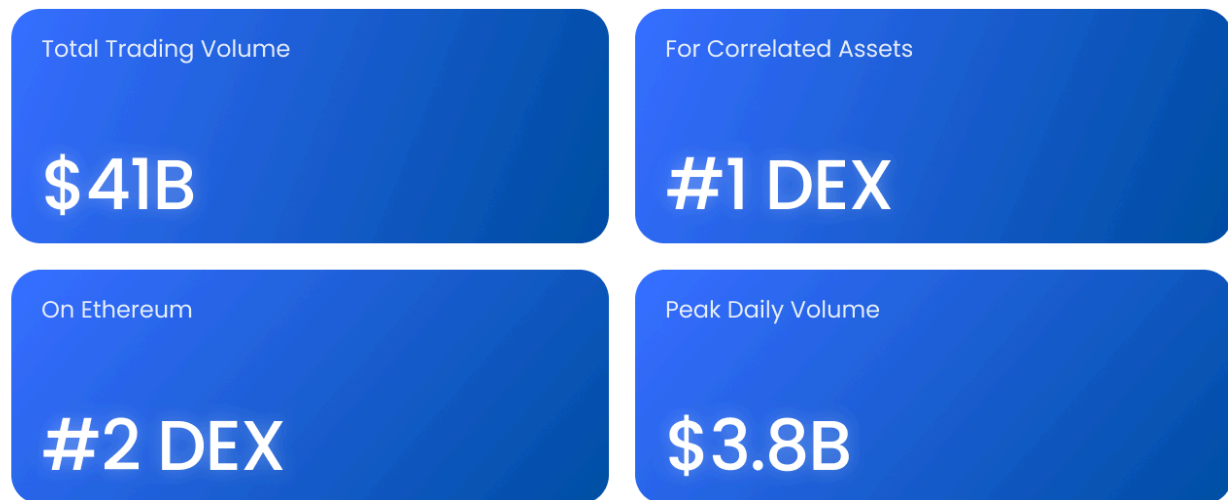 Total Trading Volume
$41B
For Correlated Assets
#1 DEX
On Ethereum
#2 DEX
Peak Daily Volume
$3.8B